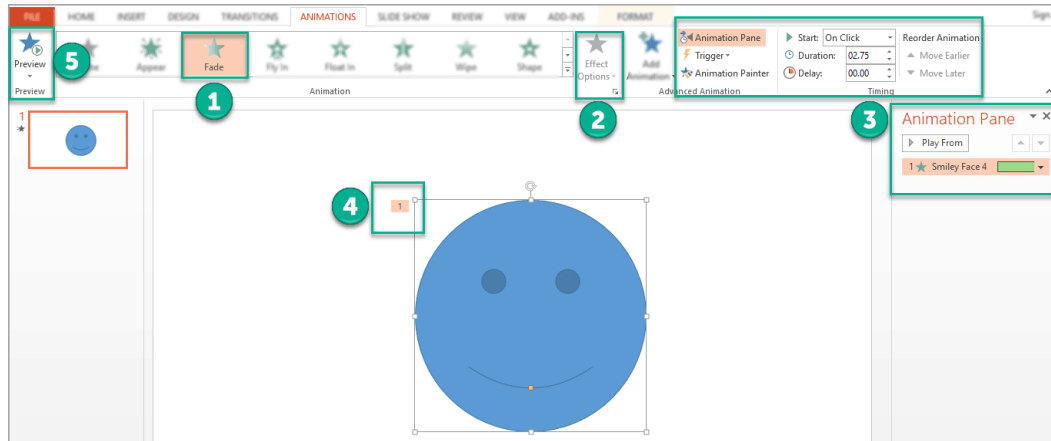 FILE HOME INSERT DESIGN TRANSITIONS ANIMATIONS SLIDE SHOW REVIEW VIEW ADD-INS FORMAT Sign
Preview
Preview
5
Appear
Fade
Fly In
Float In
Split
Wipe
Shape
Animation
1
Effect
Options
2
Add
Animation
Animation Pane
Trigger
Animation Painter
Advanced Animation
Start: On Click
Duration: 02.75
Delay: 00.00
Timing
Reorder Animation
Move Earlier
Move Later
3
Animation Pane
Play From
1 Smiley Face 4
1
4
1